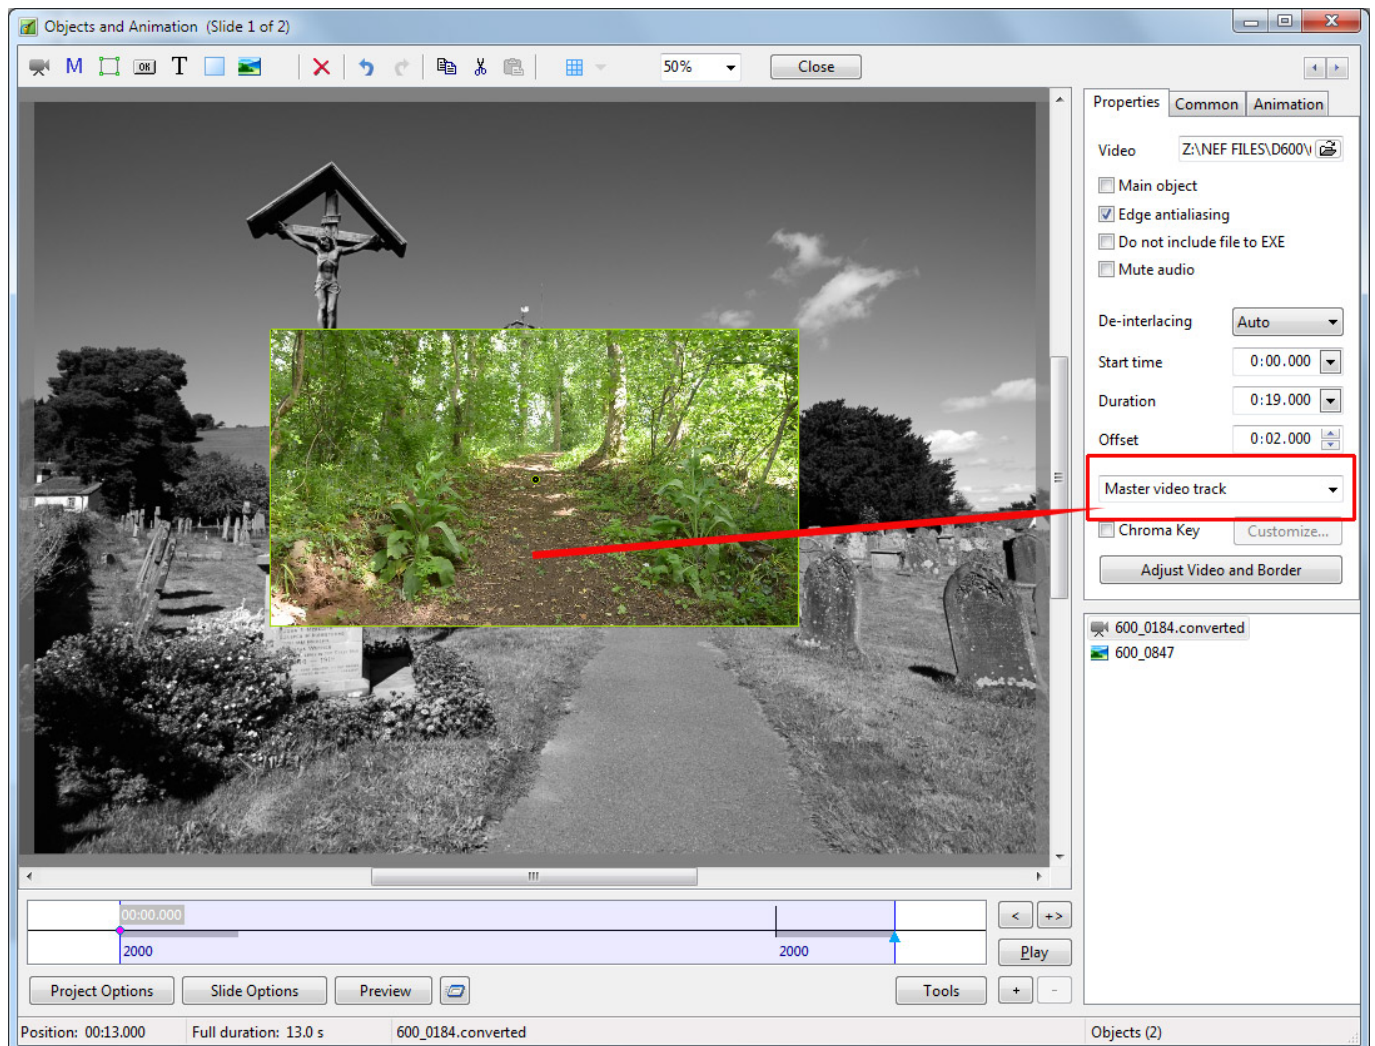 Objects and Animation (Slide 1 of 2)
M OK T 50% Close
Properties Common Animation
Video Z:\NEF FILES\D600\
Main object
Edge antialiasing
Do not include file to EXE
Mute audio
De-interlacing Auto
Start time 0:00.000
Duration 0:19.000
Offset 0:02.000
Master video track
Chroma Key Customize...
Adjust Video and Border
600_0184.converted
600_0847
00:00.000
2000 2000
< +>
Play
Project Options Slide Options Preview Tools + -
Position: 00:13.000 Full duration: 13.0 s 600_0184.converted Objects (2)